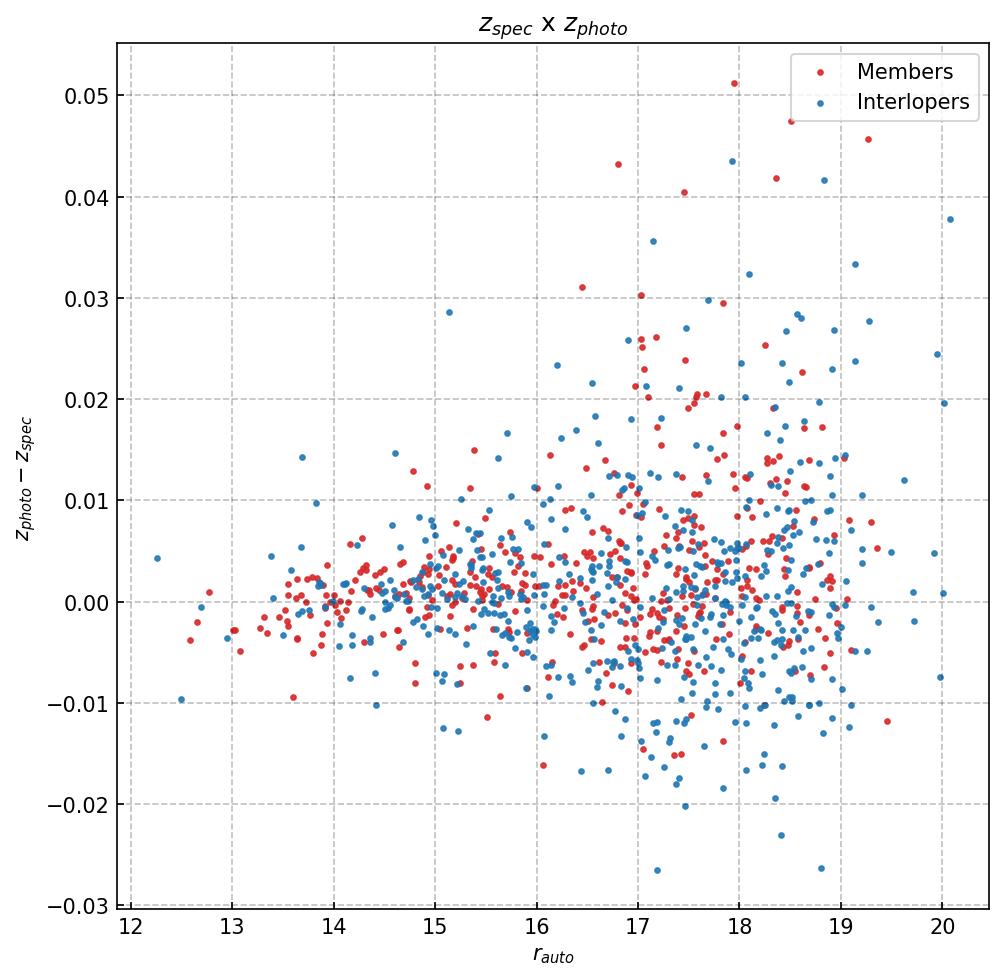 z_spec x z_photo
Members
Interlopers
0.05
0.04
0.03
0.02
0.01
0.00
−0.01
−0.02
−0.03
z_photo − z_spec
12 13 14 15 16 17 18 19 20
r_auto